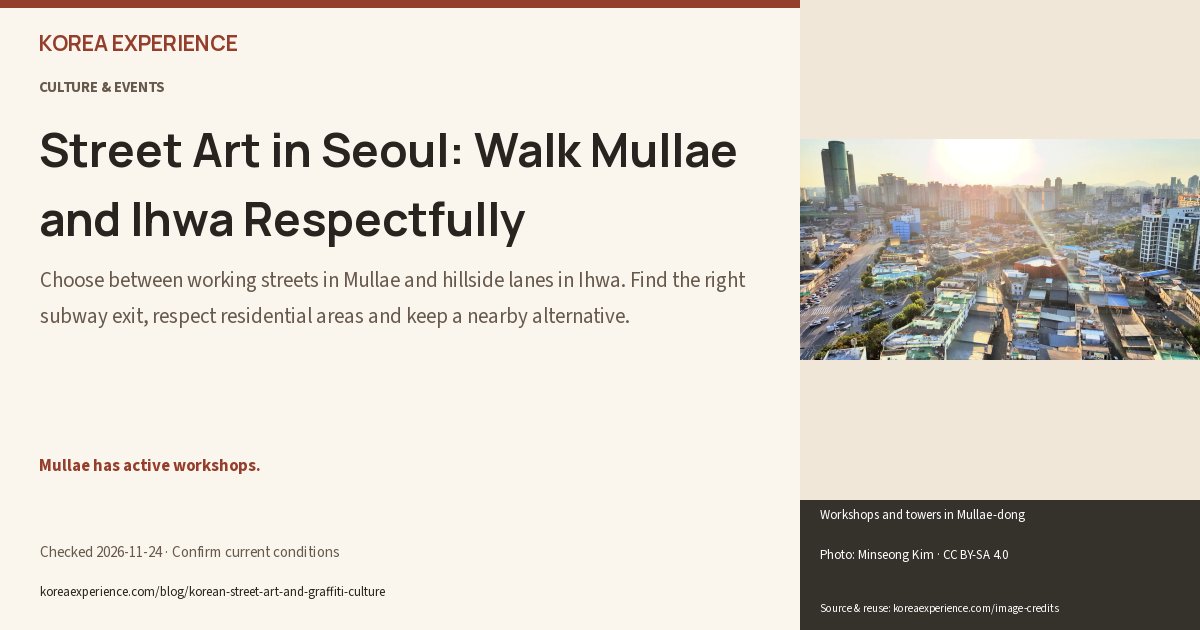 KOREA EXPERIENCE
CULTURE & EVENTS
Street Art in Seoul: Walk Mullae
and Ihwa Respectfully
Choose between working streets in Mullae and hillside lanes in Ihwa. Find the right
subway exit, respect residential areas and keep a nearby alternative.
Mullae has active workshops.
Checked 2026-11-24 · Confirm current conditions
koreaexperience.com/blog/korean-street-art-and-graffiti-culture
Workshops and towers in Mullae-dong
Photo: Minseong Kim · CC BY-SA 4.0
Source & reuse: koreaexperience.com/image-credits